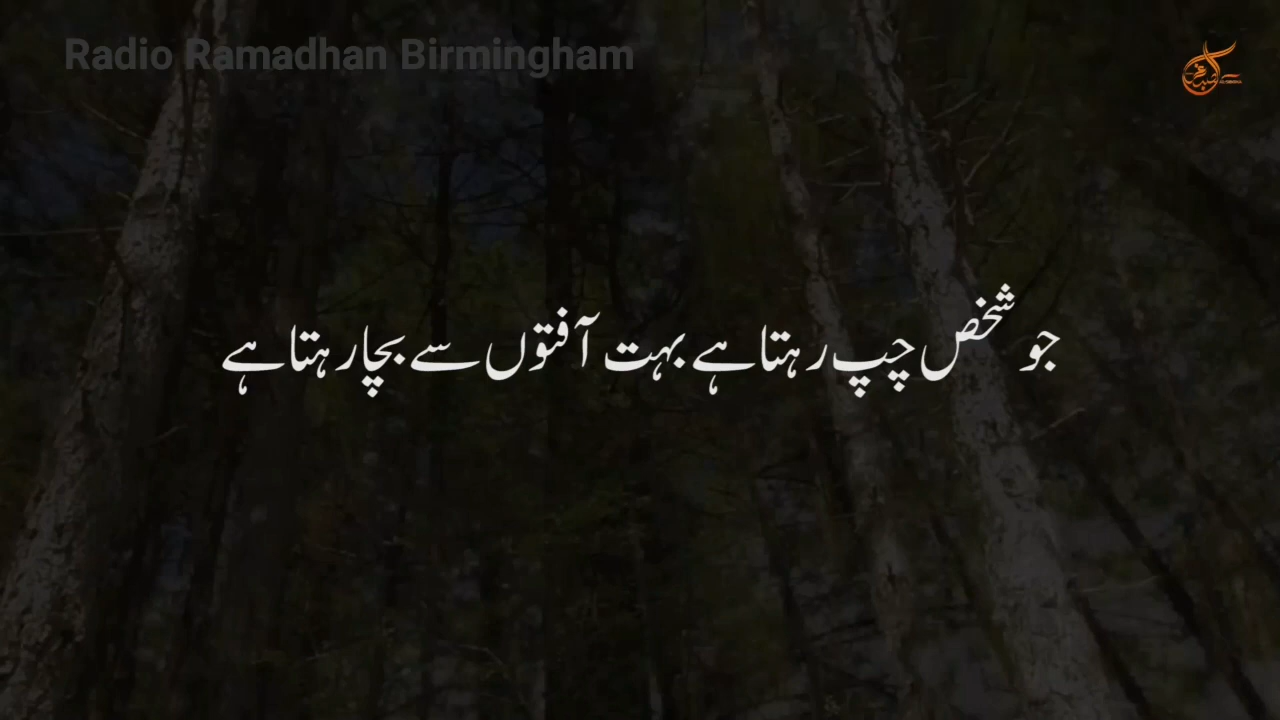 Radio Ramadhan Birmingham
جو شخص چپ رہتا ہے بہت آفتوں سے بچا رہتا ہے